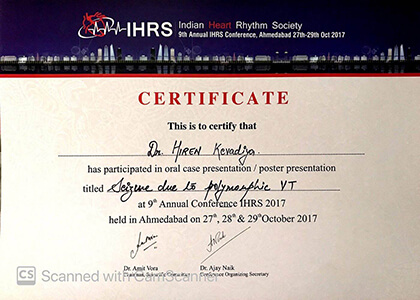 IHRS
Indian Heart Rhythm Society
9th Annual IHRS Conference, Ahmedabad 27th-29th Oct 2017
CERTIFICATE
This is to certify that
Dr. HIREN Kevadiya
has participated in oral case presentation / poster presentation
titled Seizure due to polymorphic VT
at 9th Annual Conference IHRS 2017
held in Ahmedabad on 27th, 28th & 29th October 2017
Dr. Amit Vora
Dr. Ajay Naik
Chairman, Scientific Committee
Conference Organizing Secretary
CS Scanned with CamScanner